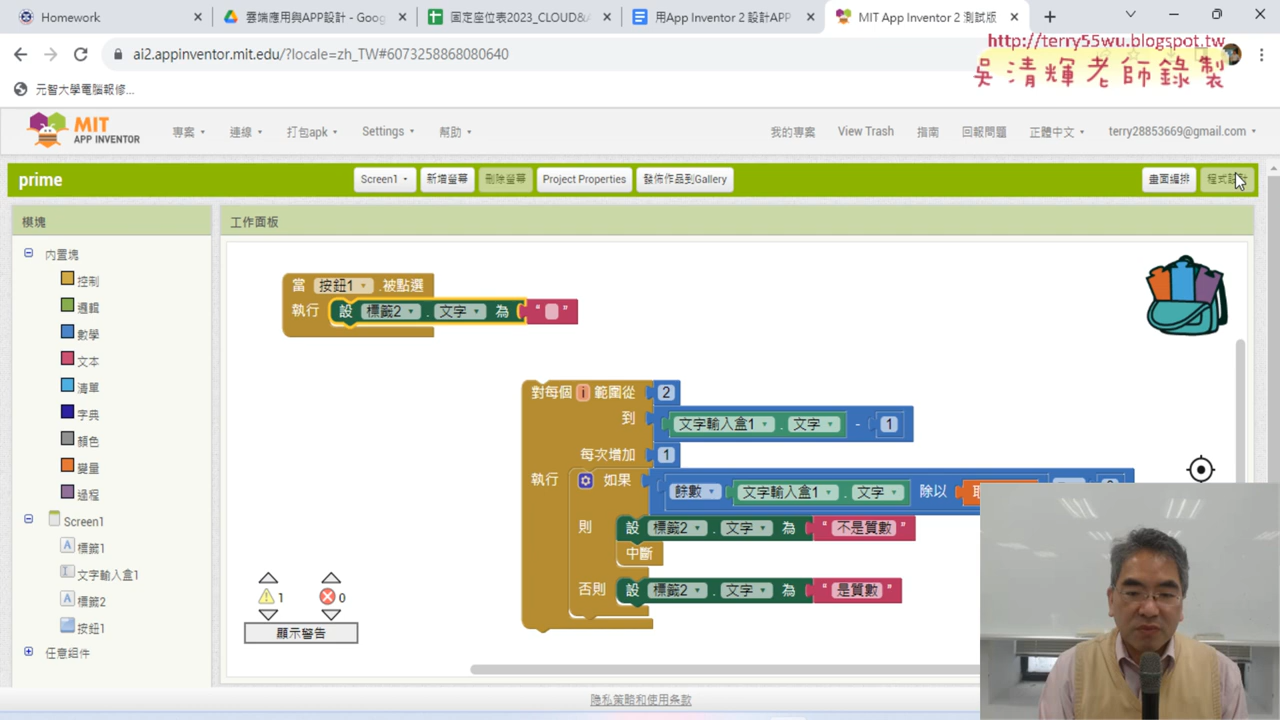 Homework
雲端應用與APP設計 - Goog
固定座位表2023_CLOUD&A
用App Inventor 2 設計APP
MIT App Inventor 2 測試版
ai2.appinventor.mit.edu/?locale=zh_TW#6073258868080640
http://terry55wu.blogspot.tw
吳清輝老師錄製
元智大學電腦報修...
MIT
APP INVENTOR
專案
連線
打包apk
Settings
幫助
我的專案
View Trash
指南
回報問題
正體中文
terry28853669@gmail.com
prime
Screen1
新增螢幕
刪除螢幕
Project Properties
發佈作品到Gallery
畫面編排
程式設計
模塊
工作面板
內置塊
控制
邏輯
數學
文本
清單
字典
顏色
變量
過程
Screen1
標籤1
文字輸入盒1
標籤2
按鈕1
任意組件
當 按鈕1 .被點選
執行 設 標籤2 . 文字 為 “ ”
對每個 i 範圍從 2
到 文字輸入盒1 . 文字 - 1
每次增加 1
執行 如果 餘數 文字輸入盒1 . 文字 除以
則 設 標籤2 . 文字 為 “ 不是質數 ”
中斷
否則 設 標籤2 . 文字 為 “ 是質數 ”
1
0
顯示警告
隐私策略和使用条款